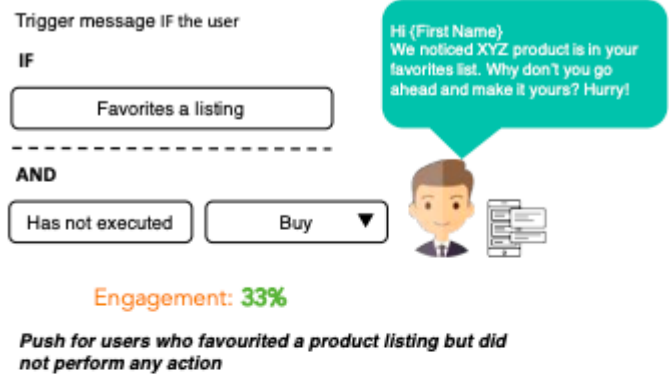 Trigger message IF the user
IF
Favorites a listing
AND
Has not executed
Buy
Hi {First Name}
We noticed XYZ product is in your
favorites list. Why don't you go
ahead and make it yours? Hurry!
Engagement: 33%
Push for users who favourited a product listing but did
not perform any action